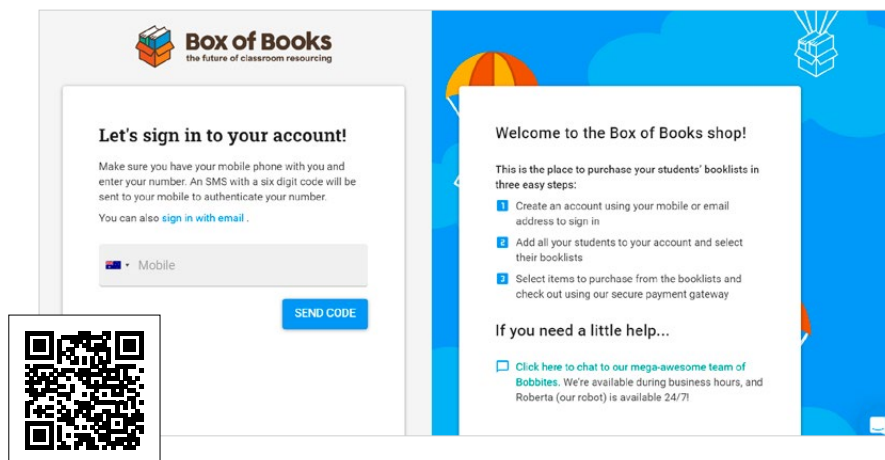 Box of Books
the future of classroom resourcing
Let's sign in to your account!
Make sure you have your mobile phone with you and
enter your number. An SMS with a six digit code will be
sent to your mobile to authenticate your number.
You can also sign in with email .
Mobile
SEND CODE
Welcome to the Box of Books shop!
This is the place to purchase your students' booklists in
three easy steps:
1 Create an account using your mobile or email
address to sign in
2 Add all your students to your account and select
their booklists
3 Select items to purchase from the booklists and
check out using our secure payment gateway
If you need a little help...
Click here to chat to our mega-awesome team of
Bobbites. We're available during business hours, and
Roberta (our robot) is available 24/7!